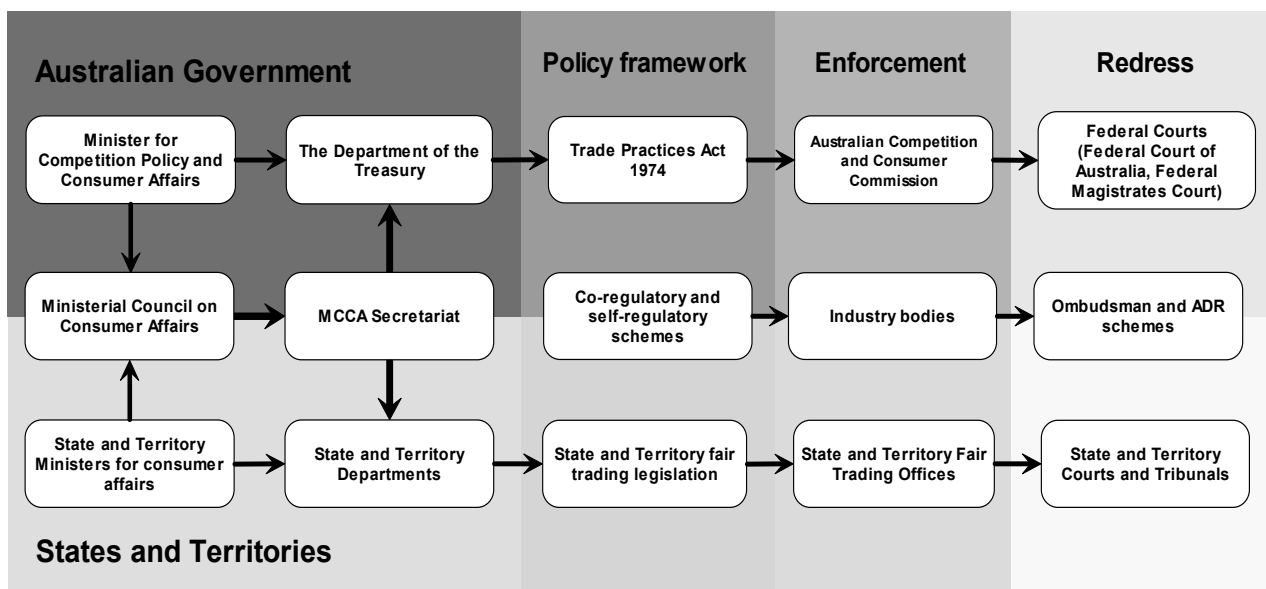 Australian Government
Policy framework
Enforcement
Redress
Minister for
Competition Policy and
Consumer Affairs
The Department of the
Treasury
Trade Practices Act
1974
Australian Competition
and Consumer
Commission
Federal Courts
(Federal Court of
Australia, Federal
Magistrates Court)
Ministerial Council on
Consumer Affairs
MCCA Secretariat
Co-regulatory and
self-regulatory
schemes
Industry bodies
Ombudsman and ADR
schemes
State and Territory
Ministers for consumer
affairs
State and Territory
Departments
State and Territory fair
trading legislation
State and Territory Fair
Trading Offices
State and Territory
Courts and Tribunals
States and Territories